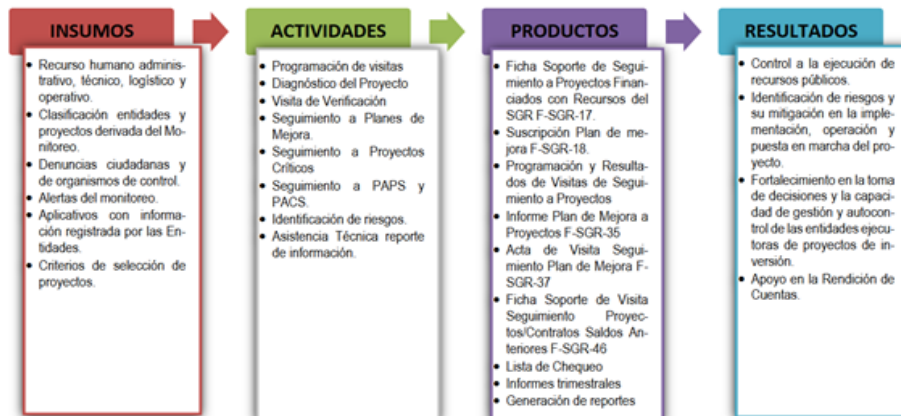 INSUMOS
• Recurso humano adminis-
trativo, técnico, logístico y
operativo.
• Clasificación entidades y
proyectos derivada del Mo-
nitoreo.
• Denuncias ciudadanas y
de organismos de control.
• Alertas del monitoreo.
• Aplicativos con informa-
ción registrada por las En-
tidades.
• Criterios de selección de
proyectos.
ACTIVIDADES
• Programación de visitas
• Diagnóstico del Proyecto
• Visita de Verificación
• Seguimiento a Planes de
Mejora.
• Seguimiento a Proyectos
Críticos
• Seguimiento a PAPS y
PACS.
• Identificación de riesgos.
• Asistencia Técnica reporte
de información.
PRODUCTOS
• Ficha Soporte de Segui-
miento a Proyectos Finan-
ciados con Recursos del
SGR F-SGR-17.
• Suscripción Plan de me-
jora F-SGR-18.
• Programación y Resulta-
dos de Visitas de Segui-
miento a Proyectos
• Informe Plan de Mejora a
Proyectos F-SGR-35
• Acta de Visita Segui-
miento Plan de Mejora F-
SGR-37
• Ficha Soporte de Visita
Seguimiento Proyec-
tos/Contratos Saldos An-
teriores F-SGR-46
• Lista de Chequeo
• Informes trimestrales
• Generación de reportes
RESULTADOS
• Control a la ejecución de
recursos públicos.
• Identificación de riesgos y
su mitigación en la imple-
mentación, operación y
puesta en marcha del pro-
yecto.
• Fortalecimiento en la toma
de decisiones y la capaci-
dad de gestión y autocon-
trol de las entidades ejecu-
toras de proyectos de in-
versión.
• Apoyo en la Rendición de
Cuentas.